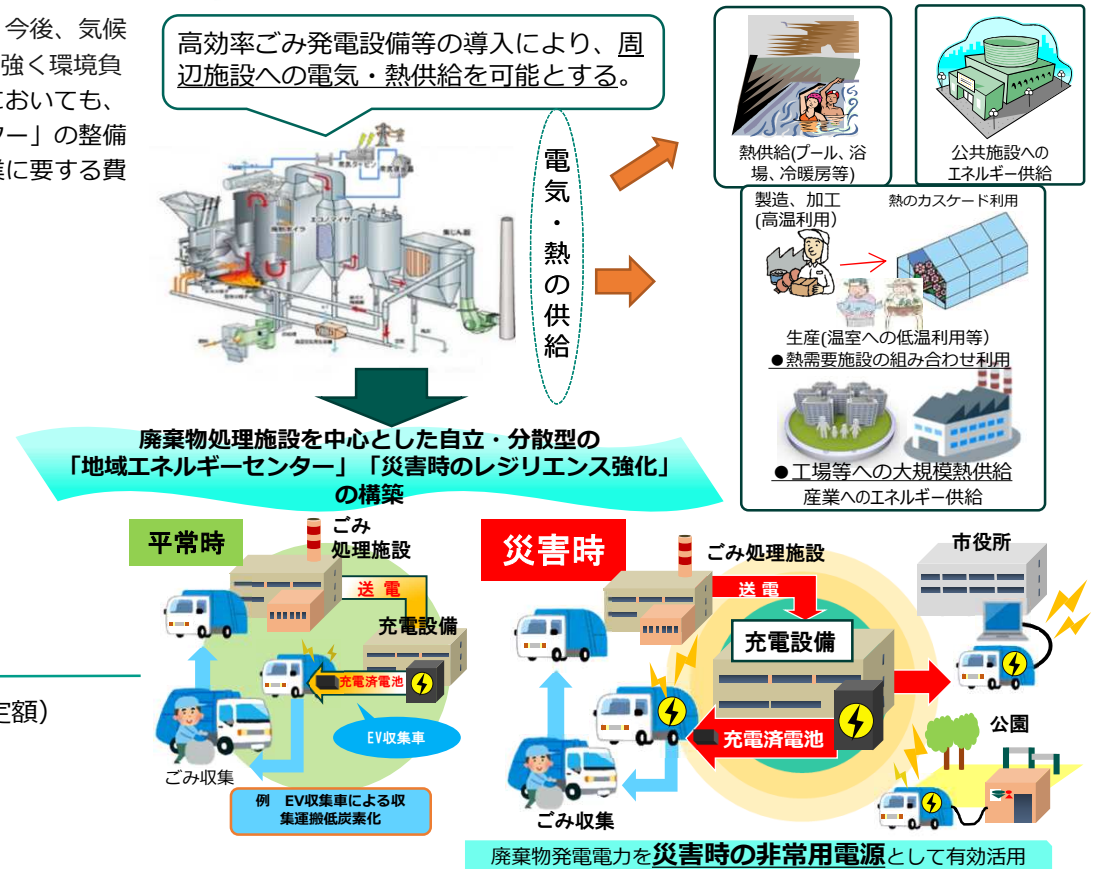 今後、気候
強く環境負
おいても、
ー」の整備
に要する費
高効率ごみ発電設備等の導入により、周
辺施設への電気・熱供給を可能とする。
電気・熱の供給
熱供給(プール、浴
場、冷暖房等)
公共施設への
エネルギー供給
製造、加工
(高温利用)
熱のカスケード利用
生産(温室への低温利用等)
●熱需要施設の組み合わせ利用
●工場等への大規模熱供給
産業へのエネルギー供給
エコノマイザー
廃棄物処理施設を中心とした自立・分散型の
「地域エネルギーセンター」「災害時のレジリエンス強化」
の構築
平常時
ごみ
処理施設
送電
充電設備
充電済電池
EV収集車
ごみ収集
例 EV収集車による収
集運搬低炭素化
定額)
災害時
ごみ処理施設
送電
充電設備
充電済電池
ごみ収集
市役所
公園
廃棄物発電電力を災害時の非常用電源として有効活用